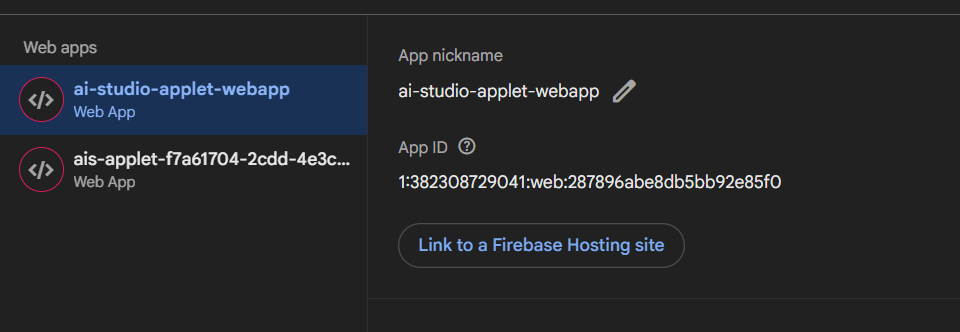 Web apps
</>
ai-studio-applet-webapp
Web App
</>
ais-applet-f7a61704-2cdd-4e3c...
Web App
App nickname
ai-studio-applet-webapp
App ID ?
1:382308729041:web:287896abe8db5bb92e85f0
Link to a Firebase Hosting site